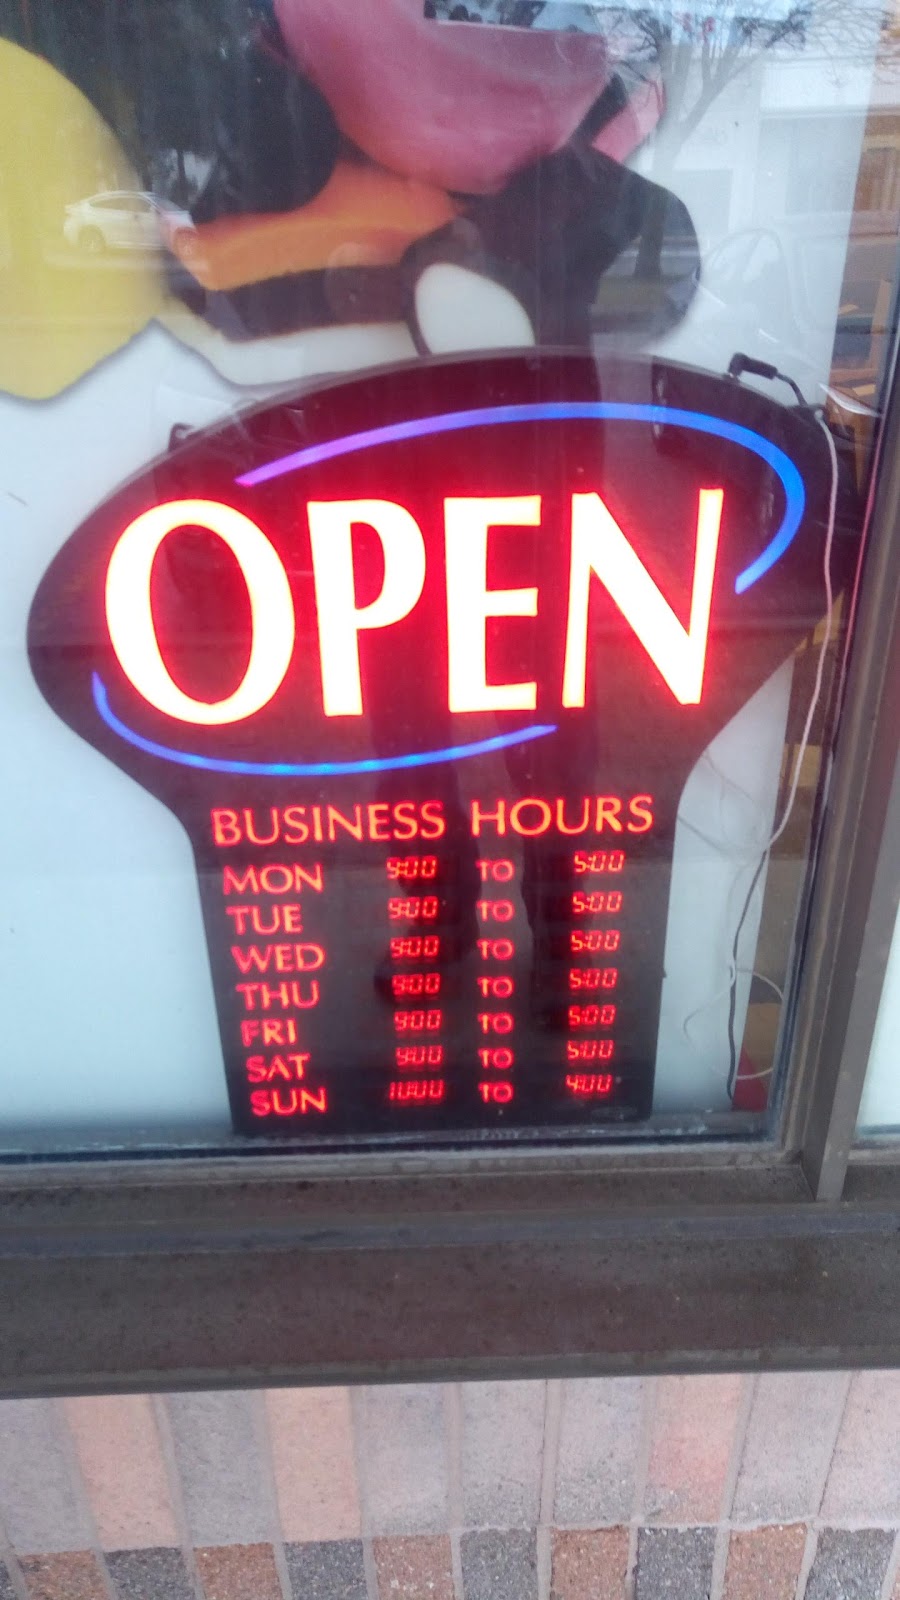 OPEN
BUSINESS HOURS
MON 9:00 TO 5:00
TUE 9:00 TO 5:00
WED 9:00 TO 5:00
THU 9:00 TO 5:00
FRI 9:00 TO 5:00
SAT 9:00 TO 5:00
SUN 10:00 TO 4:00